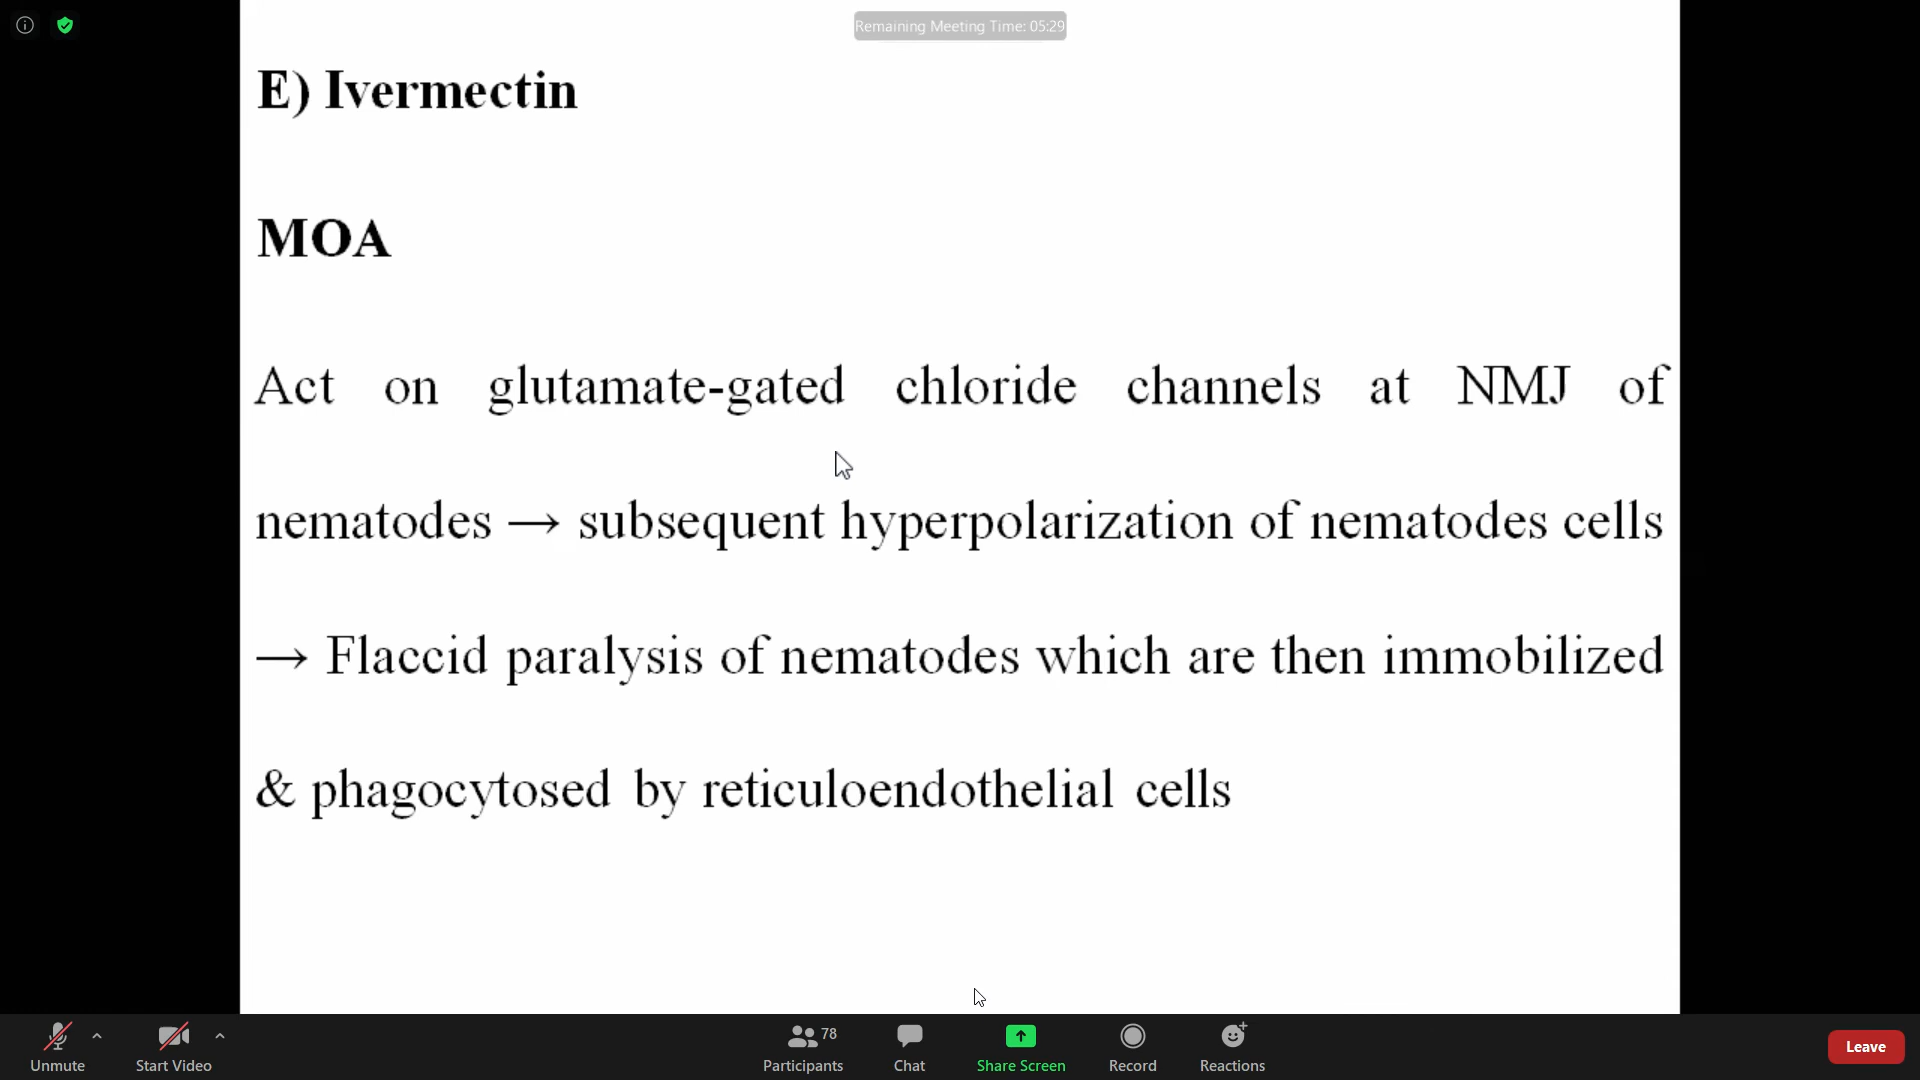 Remaining Meeting Time: 05:29
E) Ivermectin
MOA
Act on glutamate-gated chloride channels at NMJ of
nematodes → subsequent hyperpolarization of nematodes cells
→ Flaccid paralysis of nematodes which are then immobilized
& phagocytosed by reticuloendothelial cells
Unmute
Start Video
78
Participants
Chat
Share Screen
Record
Reactions
Leave